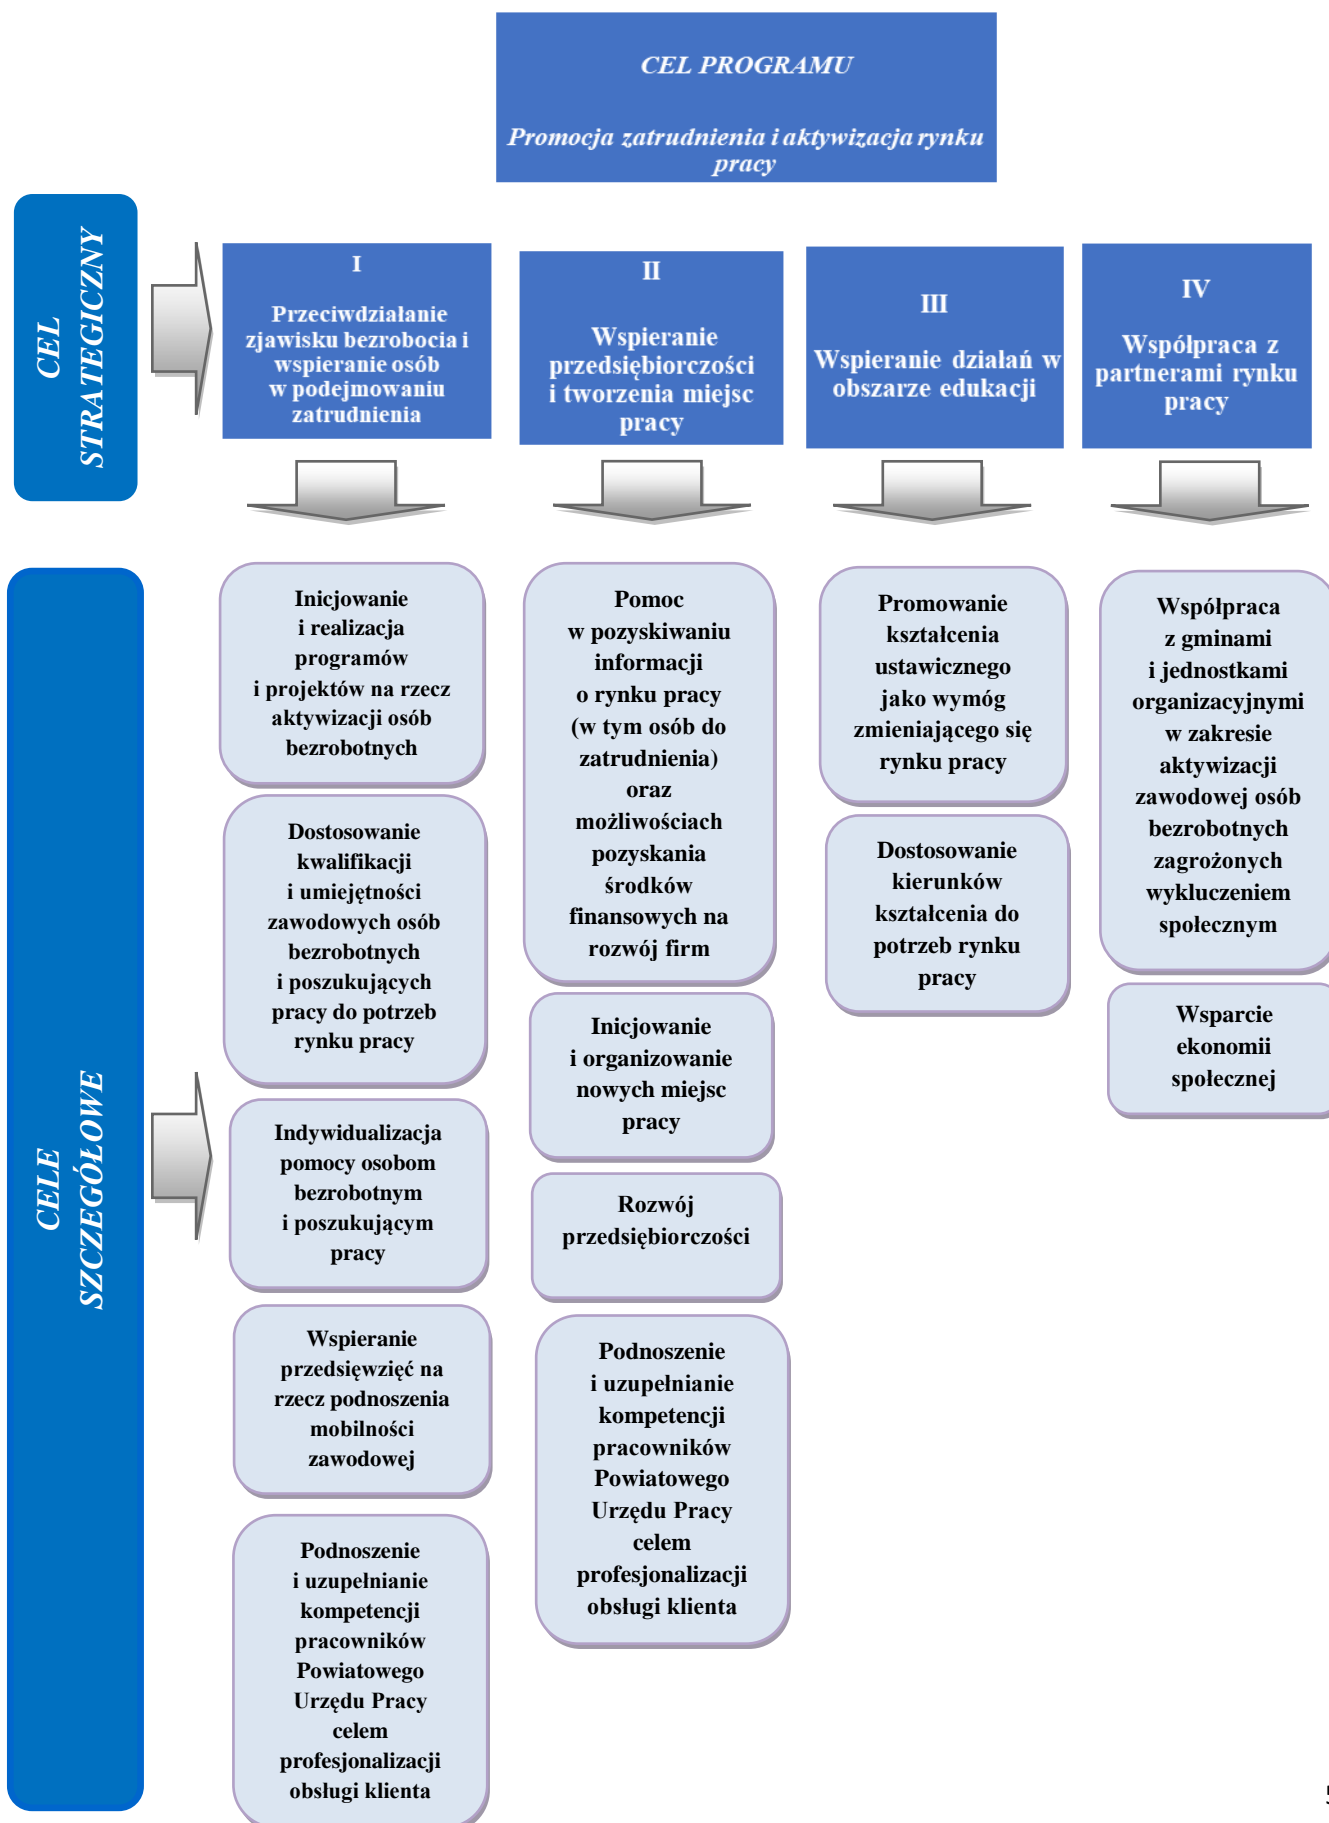 CEL PROGRAMU
Promocja zatrudnienia i aktywizacja rynku
pracy
CEL
STRATEGICZNY
I
Przeciwdziałanie
zjawisku bezrobocia i
wspieranie osób
w podejmowaniu
zatrudnienia
II
Wspieranie
przedsiębiorczości
i tworzenia miejsc
pracy
III
Wspieranie działań w
obszarze edukacji
IV
Współpraca z
partnerami rynku
pracy
CELE
SZCZEGÓŁOWE
Inicjowanie
i realizacja
programów
i projektów na rzecz
aktywizacji osób
bezrobotnych
Dostosowanie
kwalifikacji
i umiejętności
zawodowych osób
bezrobotnych
i poszukujących
pracy do potrzeb
rynku pracy
Indywidualizacja
pomocy osobom
bezrobotnym
i poszukującym
pracy
Wspieranie
przedsięwzięć na
rzecz podnoszenia
mobilności
zawodowej
Podnoszenie
i uzupełnianie
kompetencji
pracowników
Powiatowego
Urzędu Pracy
celem
profesjonalizacji
obsługi klienta
Pomoc
w pozyskiwaniu
informacji
o rynku pracy
(w tym osób do
zatrudnienia)
oraz
możliwościach
pozyskania
środków
finansowych na
rozwój firm
Inicjowanie
i organizowanie
nowych miejsc
pracy
Rozwój
przedsiębiorczości
Podnoszenie
i uzupełnianie
kompetencji
pracowników
Powiatowego
Urzędu Pracy
celem
profesjonalizacji
obsługi klienta
Promowanie
kształcenia
ustawicznego
jako wymóg
zmieniającego się
rynku pracy
Dostosowanie
kierunków
kształcenia do
potrzeb rynku
pracy
Współpraca
z gminami
i jednostkami
organizacyjnymi
w zakresie
aktywizacji
zawodowej osób
bezrobotnych
zagrożonych
wykluczeniem
społecznym
Wsparcie
ekonomii
społecznej
5